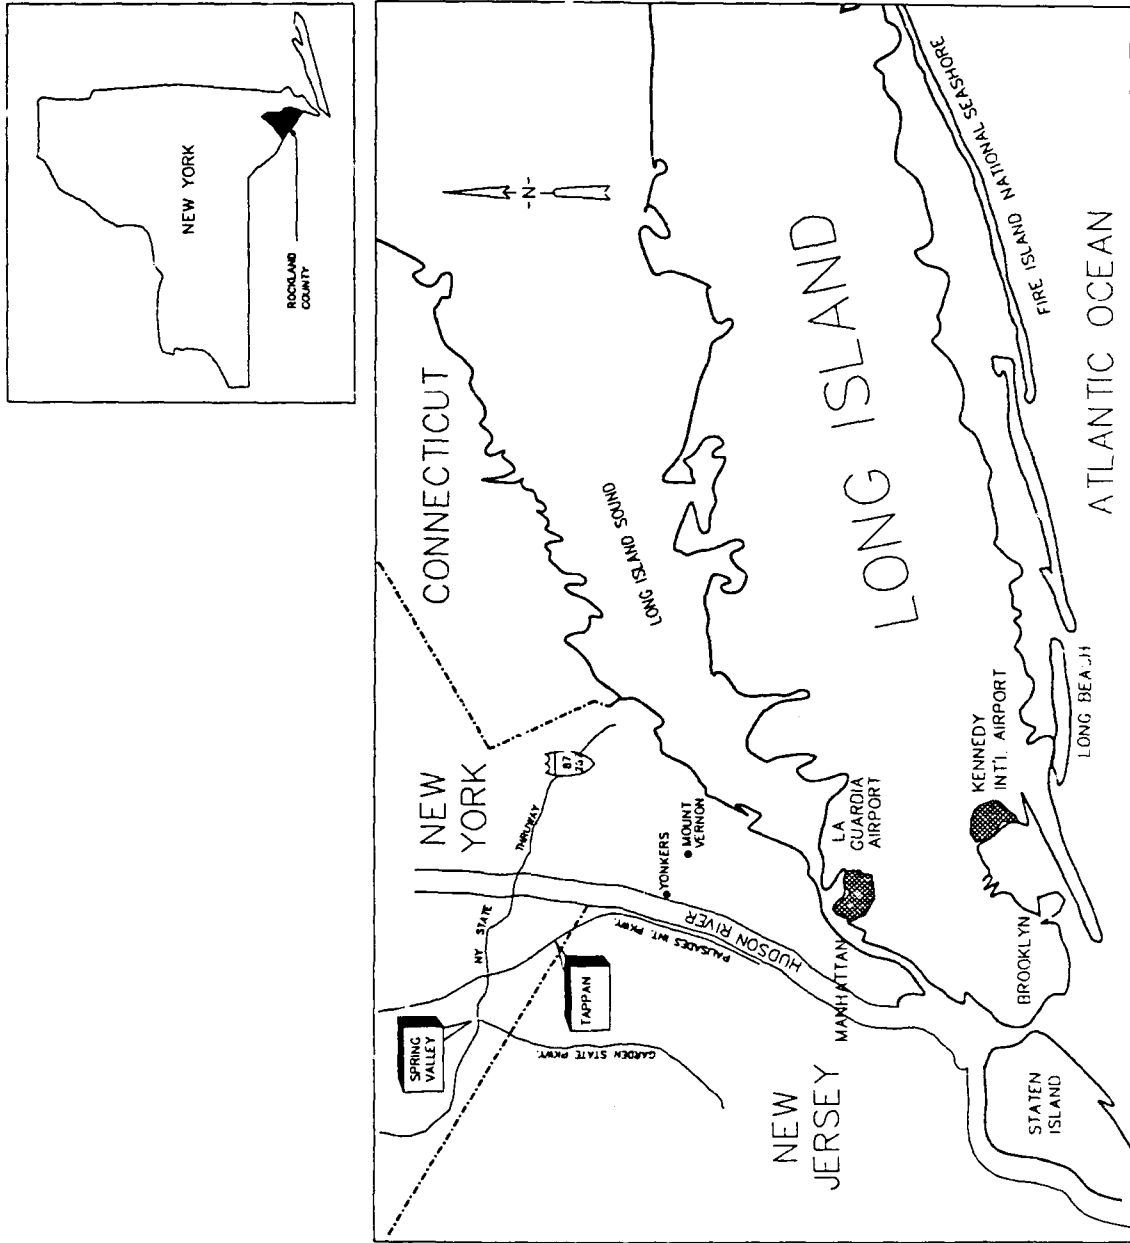 NEW YORK
ROCKLAND
COUNTY
CONNECTICUT
-N-
NEW
YORK
LONG ISLAND SOUND
LONG ISLAND
FIRE ISLAND NATIONAL SEASHORE
ATLANTIC OCEAN
SPRING
VALLEY
TAPPAN
NY STATE
THRUWAY
87
GARDEN STATE PKWY.
PALISADES INT. PKWY.
HUDSON RIVER
YONKERS
MOUNT
VERNON
MANHATTAN
LA
GUARDIA
AIRPORT
KENNEDY
INT'L. AIRPORT
LONG BEACH
BROOKLYN
STATEN
ISLAND
NEW
JERSEY